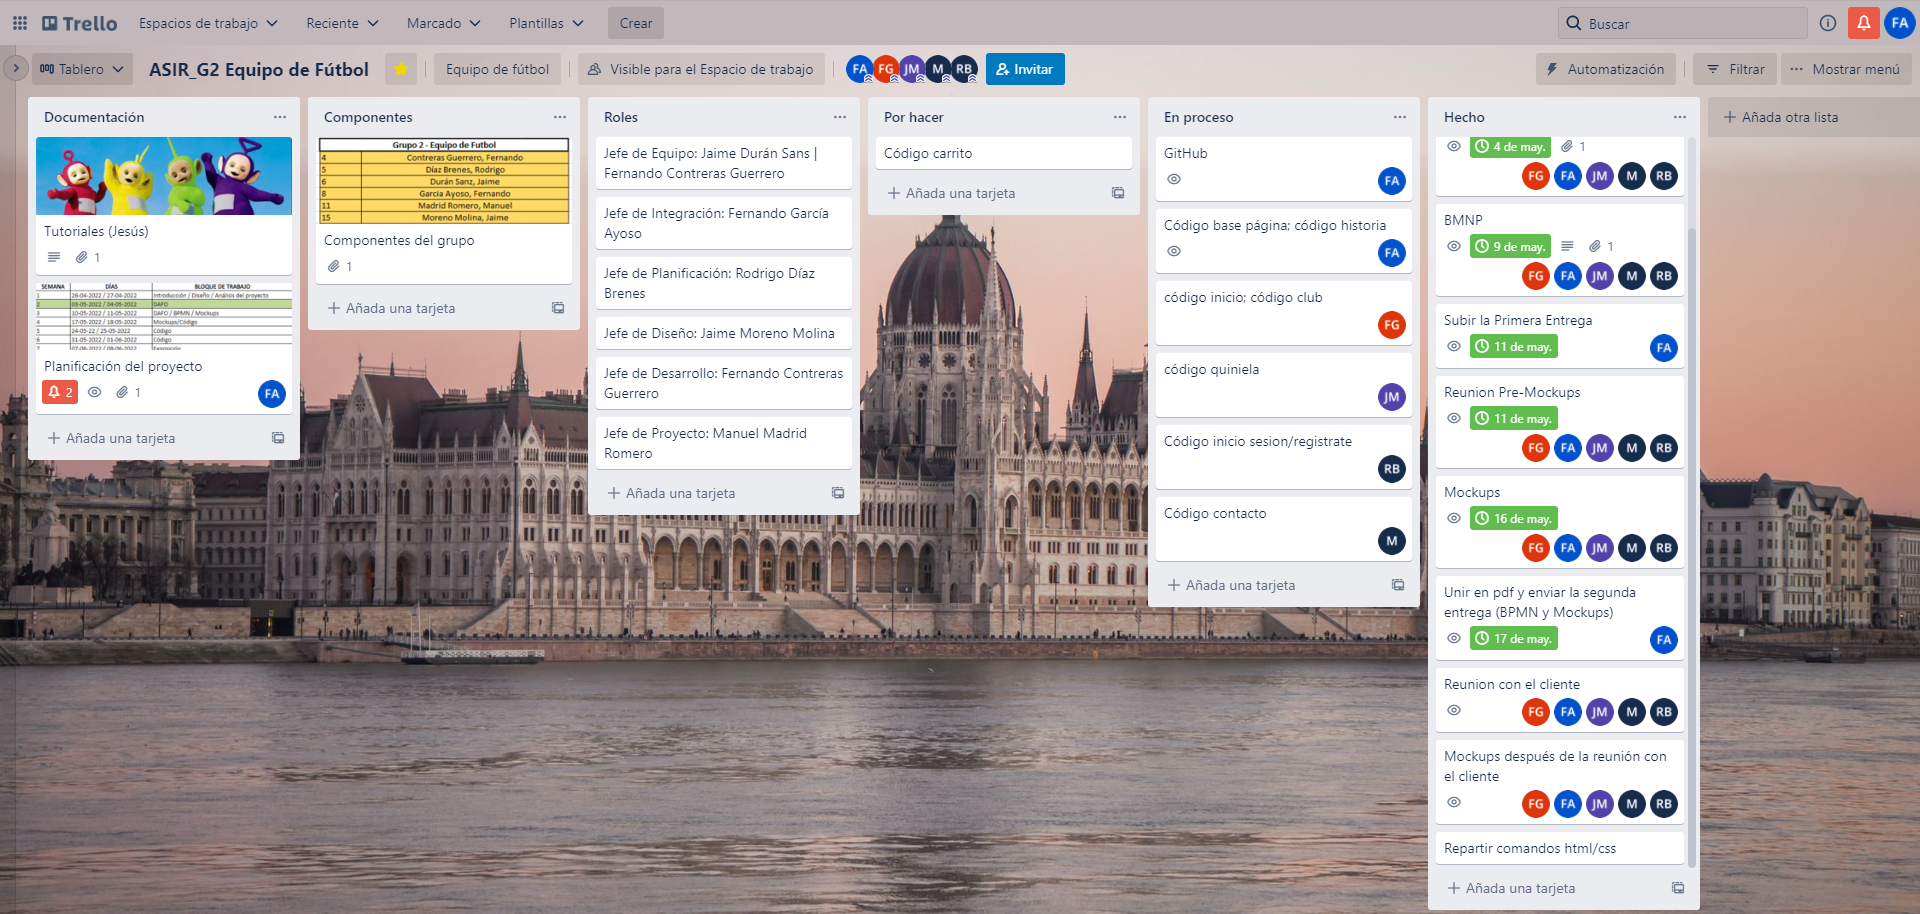 Trello
Espacios de trabajo
Reciente
Marcado
Plantillas
Crear
Buscar
FA
Tablero
ASIR_G2 Equipo de Fútbol
Equipo de fútbol
Visible para el Espacio de trabajo
FA FG JM M RB
Invitar
Automatización
Filtrar
Mostrar menú
Documentación
Tutoriales (Jesús)
1
SEMANA DÍAS BLOQUE DE TRABAJO
1 26-04-2022 / 27-04-2022 Introducción / Diseño / Análisis del proyecto
2 03-05-2022 / 04-05-2022 DAFO
3 10-05-2022 / 11-05-2022 DAFO / BPMN / Mockups
4 17-05-2022 / 18-05-2022 Mockups/Código
5 24-05-22 / 25-05-2022 Código
6 31-05-2022 / 01-06-2022 Código
7 07-06-2022 / 08-06-2022 Exposición
Planificación del proyecto
2
1
FA
Añada una tarjeta
Componentes
Grupo 2 - Equipo de Futbol
4 Contreras Guerrero, Fernando
5 Díaz Brenes, Rodrigo
6 Durán Sanz, Jaime
8 Garcia Ayoso, Fernando
11 Madrid Romero, Manuel
15 Moreno Molina, Jaime
Componentes del grupo
1
Añada una tarjeta
Roles
Jefe de Equipo: Jaime Durán Sans |
Fernando Contreras Guerrero
Jefe de Integración: Fernando García
Ayoso
Jefe de Planificación: Rodrigo Díaz
Brenes
Jefe de Diseño: Jaime Moreno Molina
Jefe de Desarrollo: Fernando Contreras
Guerrero
Jefe de Proyecto: Manuel Madrid
Romero
Añada una tarjeta
Por hacer
Código carrito
Añada una tarjeta
En proceso
GitHub
FA
Código base página; código historia
FA
código inicio; código club
FG
código quiniela
JM
Código inicio sesion/registrate
RB
Código contacto
M
Añada una tarjeta
Hecho
4 de may.
1
FG FA JM M RB
BMNP
9 de may.
1
FG FA JM M RB
Subir la Primera Entrega
11 de may.
FA
Reunion Pre-Mockups
11 de may.
FG FA JM M RB
Mockups
16 de may.
FG FA JM M RB
Unir en pdf y enviar la segunda
entrega (BPMN y Mockups)
17 de may.
FA
Reunion con el cliente
FG FA JM M RB
Mockups después de la reunión con
el cliente
FG FA JM M RB
Repartir comandos html/css
Añada una tarjeta
Añada otra lista